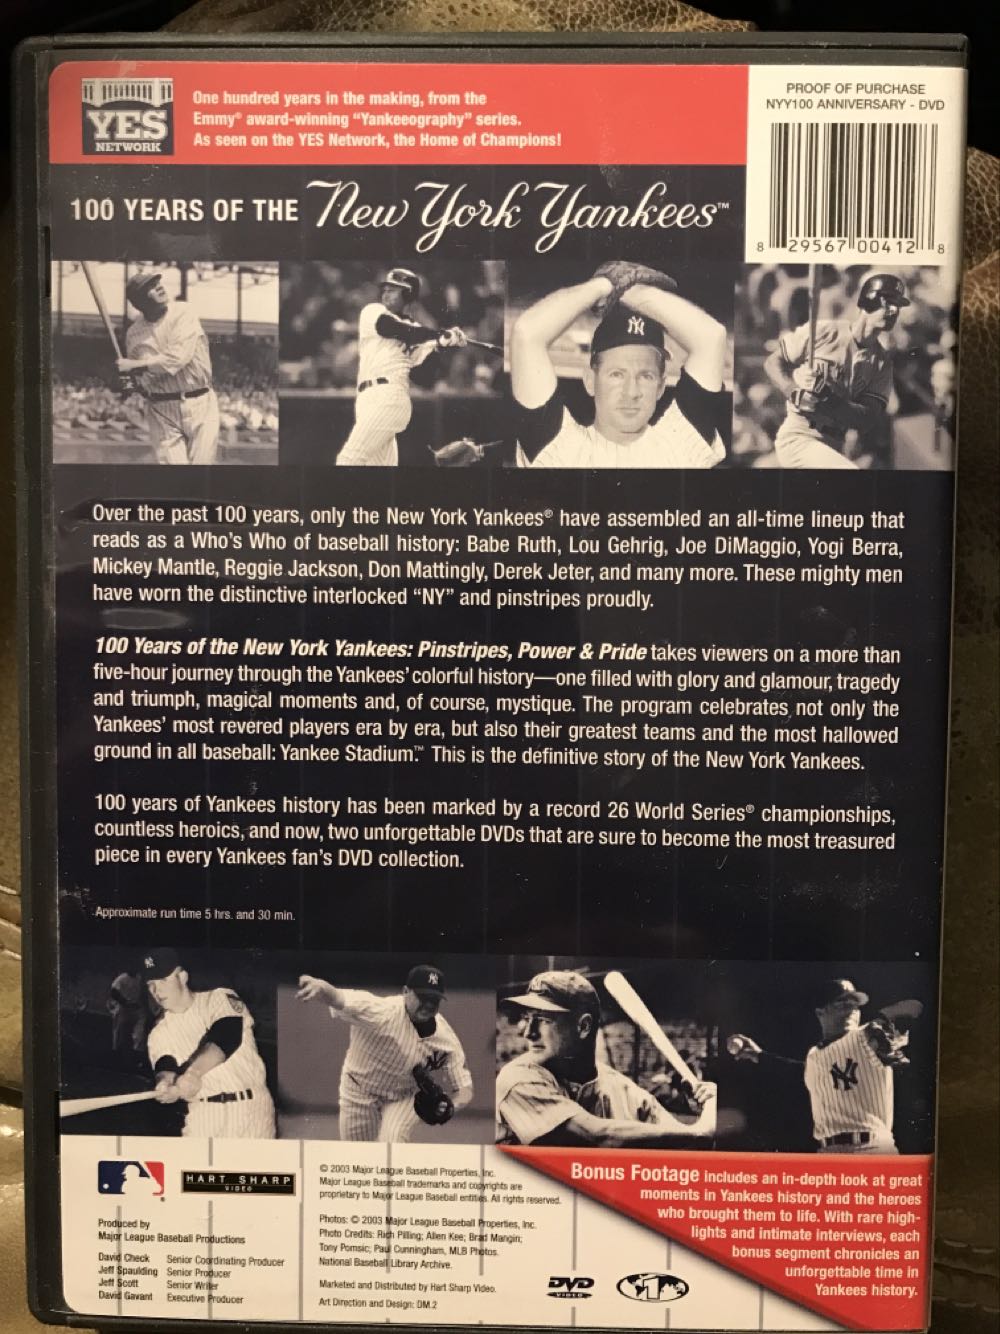 YES
NETWORK
One hundred years in the making, from the
Emmy® award-winning “Yankeeography” series.
As seen on the YES Network, the Home of Champions!
PROOF OF PURCHASE
NYY100 ANNIVERSARY - DVD
8 29567 00412 8
100 YEARS OF THE New York Yankees™
Over the past 100 years, only the New York Yankees® have assembled an all-time lineup that
reads as a Who's Who of baseball history: Babe Ruth, Lou Gehrig, Joe DiMaggio, Yogi Berra,
Mickey Mantle, Reggie Jackson, Don Mattingly, Derek Jeter, and many more. These mighty men
have worn the distinctive interlocked “NY” and pinstripes proudly.
100 Years of the New York Yankees: Pinstripes, Power & Pride takes viewers on a more than
five-hour journey through the Yankees' colorful history—one filled with glory and glamour, tragedy
and triumph, magical moments and, of course, mystique. The program celebrates not only the
Yankees' most revered players era by era, but also their greatest teams and the most hallowed
ground in all baseball: Yankee Stadium.™ This is the definitive story of the New York Yankees.
100 years of Yankees history has been marked by a record 26 World Series® championships,
countless heroics, and now, two unforgettable DVDs that are sure to become the most treasured
piece in every Yankees fan's DVD collection.
Approximate run time 5 hrs. and 30 min.
HART SHARP
VIDEO
Produced by
Major League Baseball Productions
David Check Senior Coordinating Producer
Jeff Spaulding Senior Producer
Jeff Scott Senior Writer
David Gavant Executive Producer
© 2003 Major League Baseball Properties, Inc.
Major League Baseball trademarks and copyrights are
proprietary to Major League Baseball entities. All rights reserved.
Photos: © 2003 Major League Baseball Properties, Inc.
Photo Credits: Rich Pilling; Allen Kee; Brad Mangin;
Tony Pomsic; Paul Cunningham, MLB Photos.
National Baseball Library Archive.
Marketed and Distributed by Hart Sharp Video.
Art Direction and Design: DM.2
DVD
VIDEO
1
Bonus Footage includes an in-depth look at great
moments in Yankees history and the heroes
who brought them to life. With rare high-
lights and intimate interviews, each
bonus segment chronicles an
unforgettable time in
Yankees history.